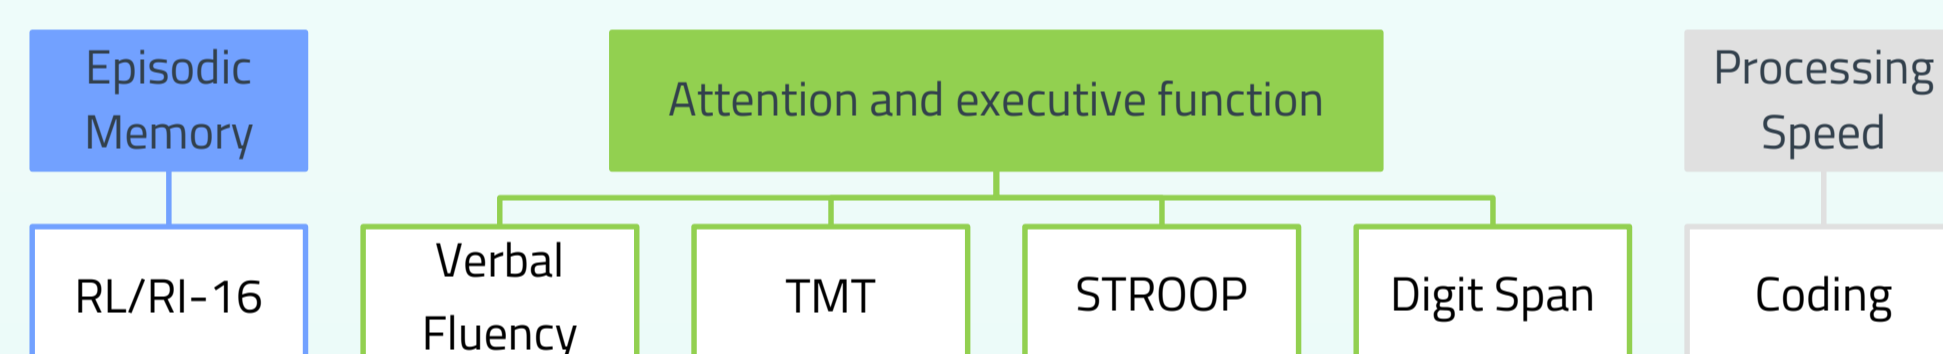 Episodic
Memory
Attention and executive function
Processing
Speed
RL/RI-16
Verbal
Fluency
TMT
STROOP
Digit Span
Coding